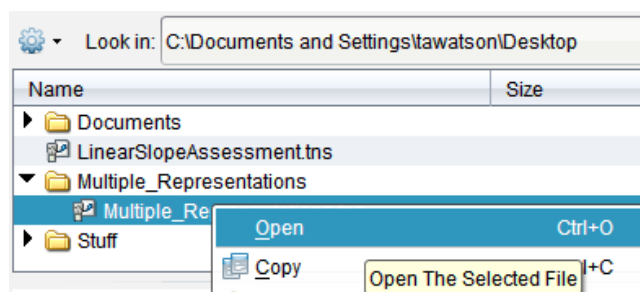 Look in: C:\Documents and Settings\tawatson\Desktop
Name Size
Documents
LinearSlopeAssessment.tns
Multiple_Representations
Multiple_Re
Open Ctrl+O
Stuff
Copy +C
Open The Selected File